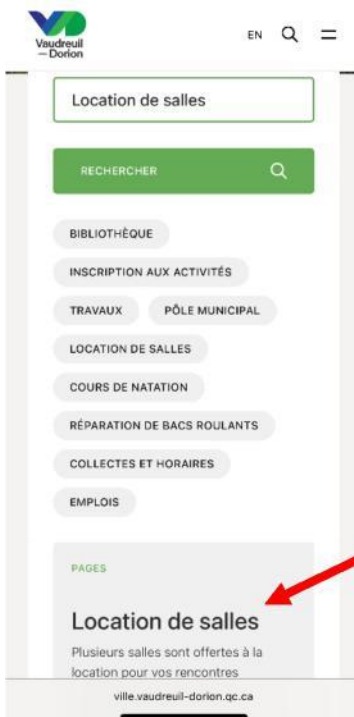 Vaudreuil
— Dorion
EN
Location de salles
RECHERCHER
BIBLIOTHÈQUE
INSCRIPTION AUX ACTIVITÉS
TRAVAUX PÔLE MUNICIPAL
LOCATION DE SALLES
COURS DE NATATION
RÉPARATION DE BACS ROULANTS
COLLECTES ET HORAIRES
EMPLOIS
PAGES
Location de salles
Plusieurs salles sont offertes à la
location pour vos rencontres
ville.vaudreuil-dorion.qc.ca